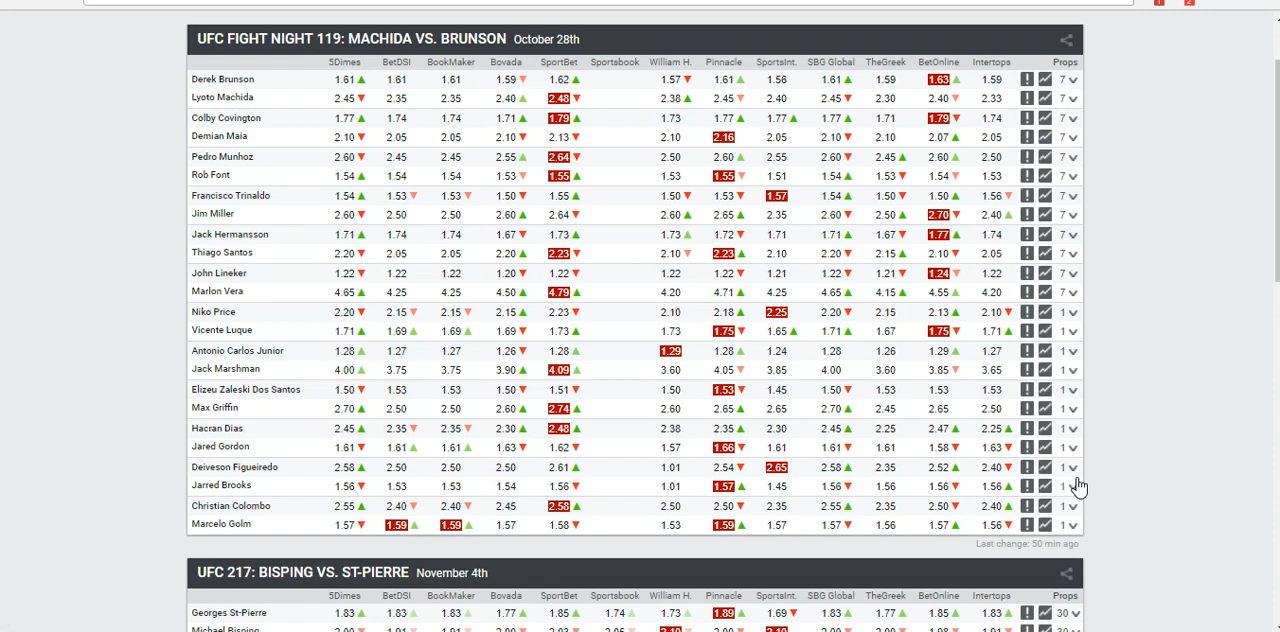 1 2
UFC FIGHT NIGHT 119: MACHIDA VS. BRUNSON October 28th
5Dimes BetDSI BookMaker Bovada SportBet Sportsbook William H. Pinnacle SportsInt. SBG Global TheGreek BetOnline Intertops Props
Derek Brunson 1.61 1.61 1.61 1.59 1.62 1.57 1.61 1.56 1.61 1.59 1.63 1.59 7
Lyoto Machida 2.45 2.35 2.35 2.40 2.48 2.38 2.45 2.40 2.45 2.30 2.40 2.33 7
Colby Covington 1.77 1.74 1.74 1.71 1.79 1.73 1.77 1.77 1.77 1.71 1.79 1.74 7
Demian Maia 2.10 2.05 2.05 2.10 2.13 2.10 2.16 2.05 2.10 2.10 2.07 2.05 7
Pedro Munhoz 2.60 2.45 2.45 2.55 2.64 2.50 2.60 2.55 2.60 2.45 2.60 2.50 7
Rob Font 1.54 1.54 1.54 1.53 1.55 1.53 1.55 1.51 1.54 1.53 1.54 1.53 7
Francisco Trinaldo 1.54 1.53 1.53 1.50 1.55 1.50 1.53 1.57 1.54 1.50 1.50 1.56 7
Jim Miller 2.60 2.50 2.50 2.60 2.64 2.60 2.65 2.35 2.60 2.50 2.70 2.40 7
Jack Hermansson 1.71 1.74 1.74 1.67 1.73 1.73 1.72 1.71 1.71 1.67 1.77 1.74 7
Thiago Santos 2.20 2.05 2.05 2.20 2.23 2.10 2.23 2.10 2.20 2.15 2.10 2.05 7
John Lineker 1.22 1.22 1.22 1.20 1.22 1.22 1.22 1.21 1.22 1.21 1.24 1.22 7
Marlon Vera 4.65 4.25 4.25 4.50 4.79 4.20 4.71 4.25 4.65 4.15 4.55 4.20 7
Niko Price 2.20 2.15 2.15 2.15 2.23 2.10 2.18 2.25 2.20 2.15 2.13 2.10 1
Vicente Luque 1.71 1.69 1.69 1.69 1.73 1.73 1.75 1.65 1.71 1.67 1.75 1.71 1
Antonio Carlos Junior 1.28 1.27 1.27 1.26 1.28 1.29 1.28 1.24 1.28 1.26 1.29 1.27 1
Jack Marshman 4.00 3.75 3.75 3.90 4.09 3.60 4.05 3.85 4.00 3.60 3.85 3.65 1
Elizeu Zaleski Dos Santos 1.50 1.53 1.53 1.50 1.51 1.50 1.53 1.45 1.50 1.53 1.53 1.53 1
Max Griffin 2.70 2.50 2.50 2.60 2.74 2.60 2.65 2.65 2.70 2.45 2.65 2.50 1
Hacran Dias 2.45 2.35 2.35 2.30 2.48 2.38 2.35 2.30 2.45 2.25 2.47 2.25 1
Jared Gordon 1.61 1.61 1.61 1.63 1.62 1.57 1.66 1.61 1.61 1.61 1.58 1.63 1
Deiveson Figueiredo 2.58 2.50 2.50 2.50 2.61 1.01 2.54 2.65 2.58 2.35 2.52 2.40 1
Jarred Brooks 1.56 1.53 1.53 1.54 1.56 1.01 1.57 1.45 1.56 1.56 1.56 1.56 1
Christian Colombo 2.55 2.40 2.40 2.45 2.58 2.50 2.50 2.35 2.55 2.35 2.50 2.40 1
Marcelo Golm 1.57 1.59 1.59 1.57 1.58 1.53 1.59 1.57 1.57 1.56 1.57 1.56 1
Last change: 50 min ago
UFC 217: BISPING VS. ST-PIERRE November 4th
5Dimes BetDSI BookMaker Bovada SportBet Sportsbook William H. Pinnacle SportsInt. SBG Global TheGreek BetOnline Intertops Props
Georges St-Pierre 1.83 1.83 1.83 1.77 1.85 1.74 1.73 1.89 1.69 1.83 1.77 1.85 1.83 30
Michael Bisping